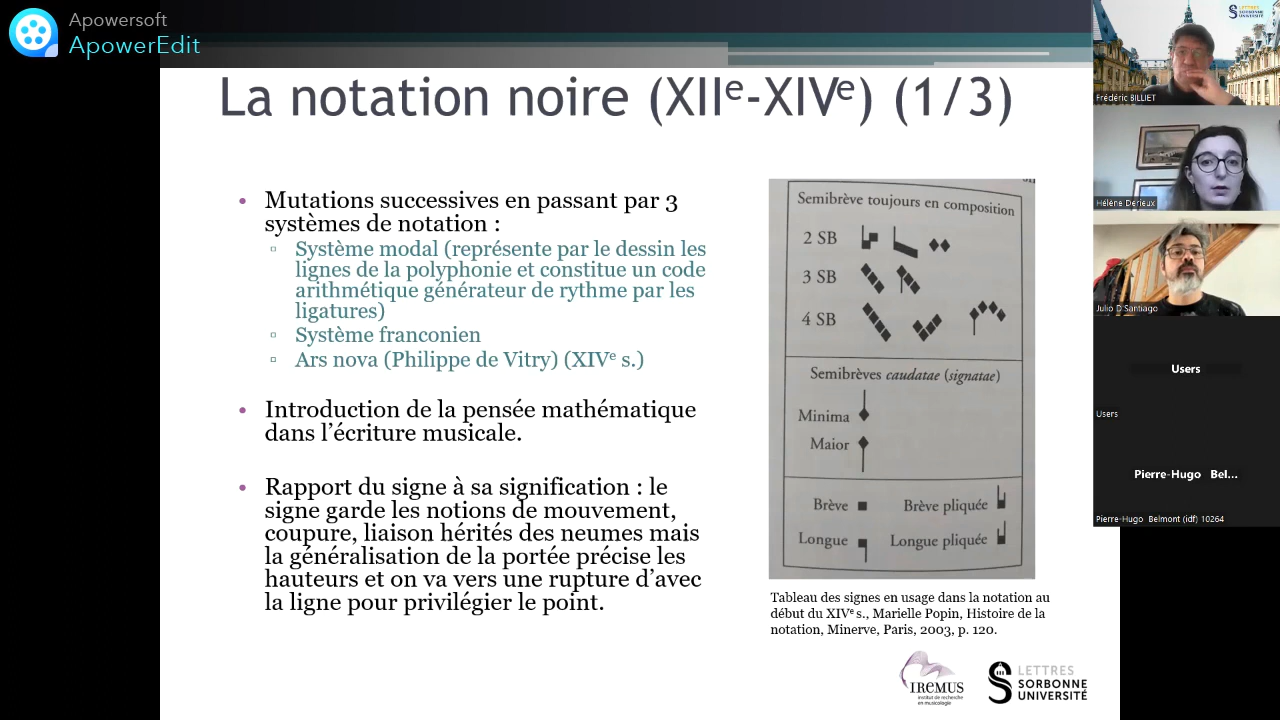 Apowersoft
ApowerEdit
La notation noire (XIIe-XIVe) (1/3)
• Mutations successives en passant par 3
systèmes de notation :
▫ Système modal (représente par le dessin les
lignes de la polyphonie et constitue un code
arithmétique générateur de rythme par les
ligatures)
▫ Système franconien
▫ Ars nova (Philippe de Vitry) (XIVe s.)
• Introduction de la pensée mathématique
dans l’écriture musicale.
• Rapport du signe à sa signification : le
signe garde les notions de mouvement,
coupure, liaison hérités des neumes mais
la généralisation de la portée précise les
hauteurs et on va vers une rupture d’avec
la ligne pour privilégier le point.
Semibrève toujours en composition
2 SB
3 SB
4 SB
Semibrèves caudatae (signatae)
Minima
Maior
Brève Brève pliquée
Longue Longue pliquée
Tableau des signes en usage dans la notation au
début du XIVe s., Marielle Popin, Histoire de la
notation, Minerve, Paris, 2003, p. 120.
IREMUS
institut de recherche
en musicologie
LETTRES
SORBONNE
UNIVERSITÉ
LETTRES
SORBONNE
UNIVERSITÉ
Frédéric BILLIET
Hélène Derieux
Julio D Santiago
Users
Users
Pierre-Hugo Bel...
Pierre-Hugo Belmont (idf) 10264